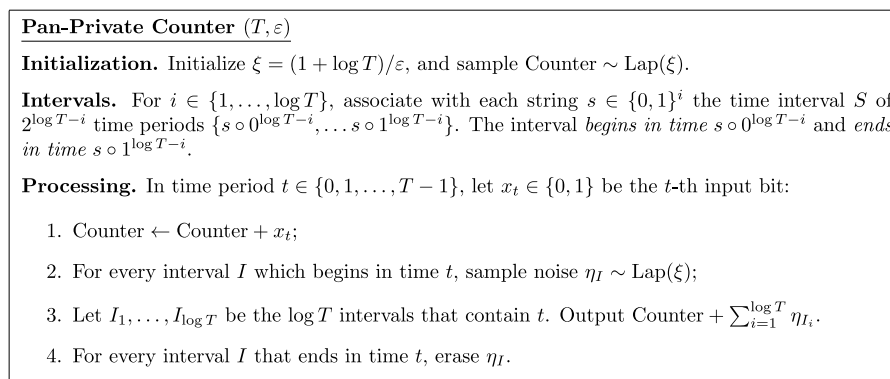 Pan-Private Counter (T, ε)
Initialization. Initialize ξ = (1 + log T)/ε, and sample Counter ∼ Lap(ξ).
Intervals. For i ∈ {1, . . . , log T}, associate with each string s ∈ {0, 1}^i the time interval S of
2^{log T−i} time periods {s ∘ 0^{log T−i}, . . . s ∘ 1^{log T−i}}. The interval begins in time s ∘ 0^{log T−i} and ends
in time s ∘ 1^{log T−i}.
Processing. In time period t ∈ {0, 1, . . . , T − 1}, let x_t ∈ {0, 1} be the t-th input bit:
1. Counter ← Counter + x_t;
2. For every interval I which begins in time t, sample noise η_I ∼ Lap(ξ);
3. Let I_1, . . . , I_{log T} be the log T intervals that contain t. Output Counter + ∑_{i=1}^{log T} η_{I_i}.
4. For every interval I that ends in time t, erase η_I.